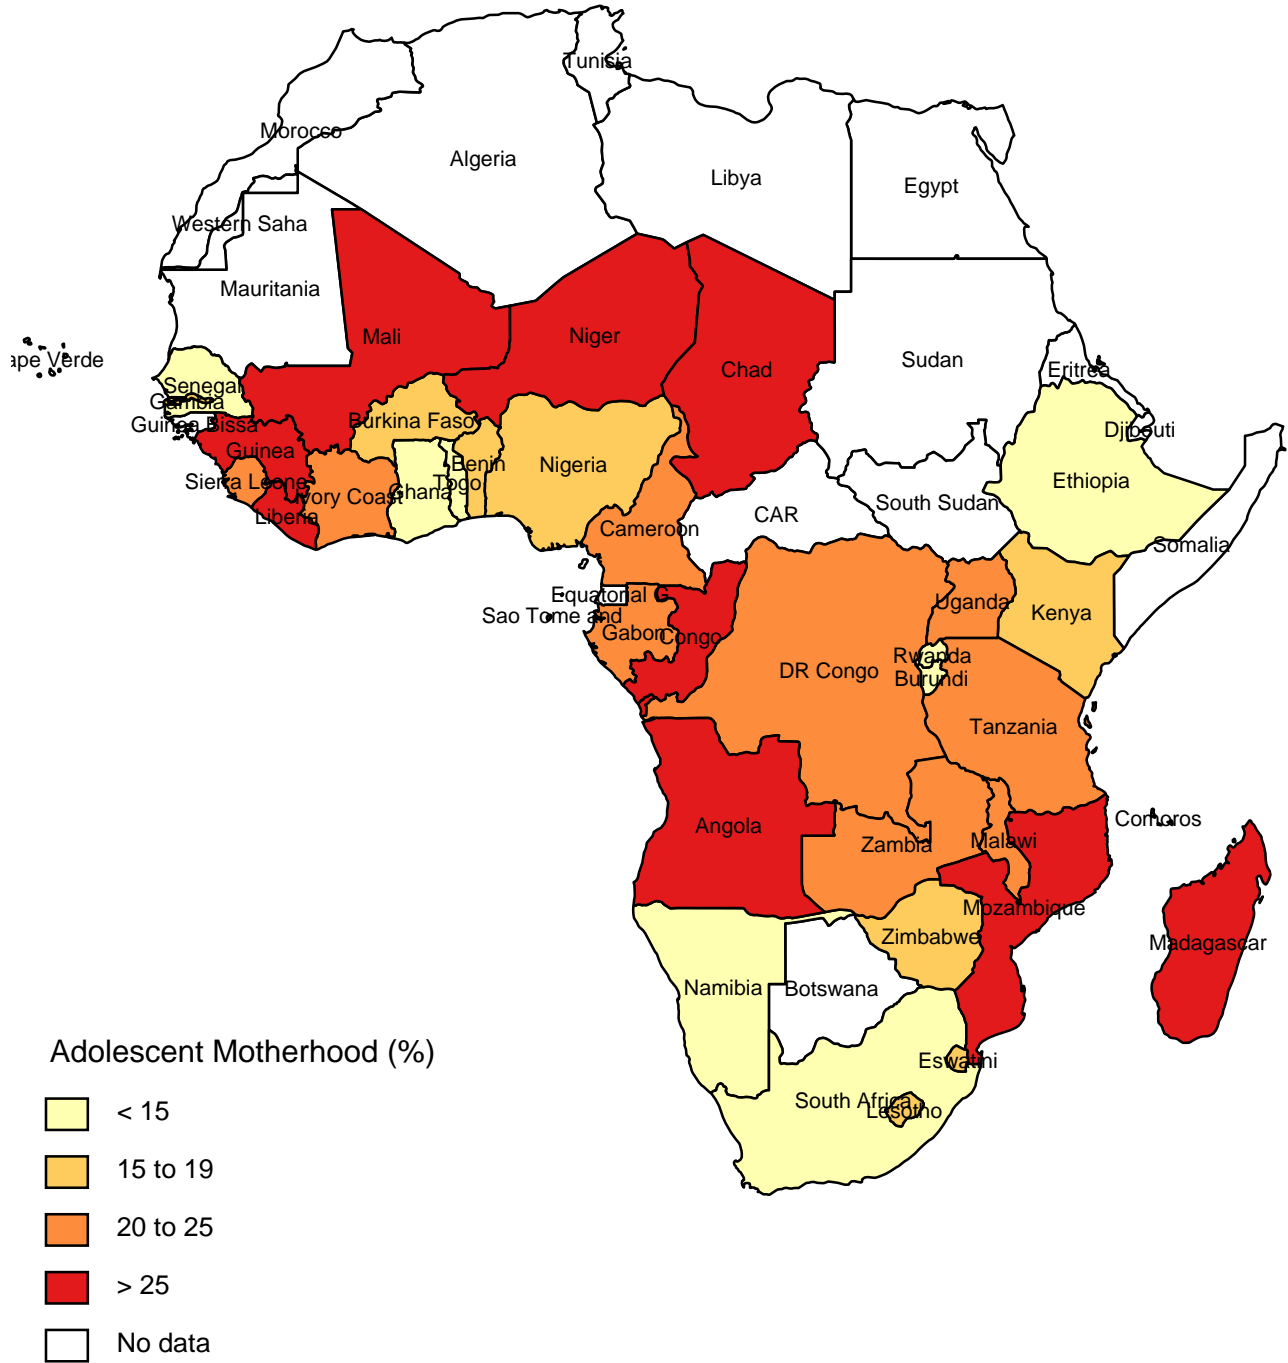 Tunisia
Morocco
Algeria
Libya
Egypt
Western Saha
Mauritania
Mali
Niger
Chad
Sudan
ape Verde
Eritrea
Senegal
Gambia
Guinea Bissa
Burkina Faso
Djibouti
Guinea
Benin
Nigeria
Sierra Leone
Togo
Ghana
Ivory Coast
Ethiopia
Liberia
CAR
South Sudan
Cameroon
Somalia
Equatorial G
Sao Tome and
Uganda
Kenya
Gabon
Congo
Rwanda
DR Congo
Burundi
Tanzania
Comoros
Angola
Zambia
Malawi
Mozambique
Zimbabwe
Madagascar
Namibia
Botswana
Eswatini
South Africa
Lesotho
Adolescent Motherhood (%)
< 15
15 to 19
20 to 25
> 25
No data